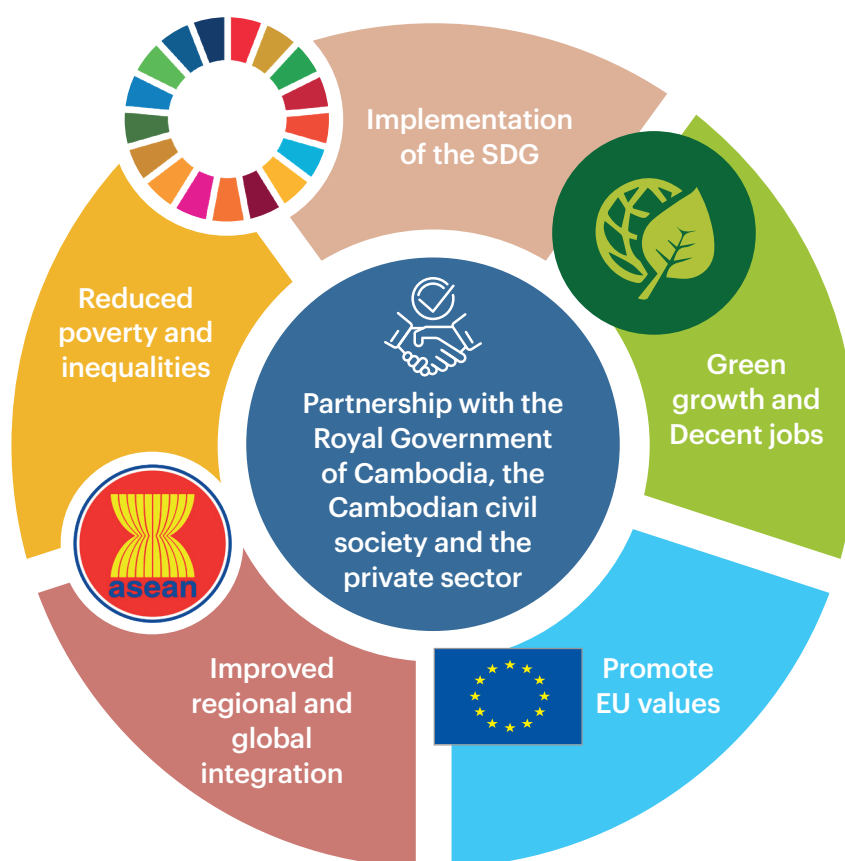 Implementation
of the SDG
Green
growth and
Decent jobs
Promote
EU values
Improved
regional and
global
integration
asean
Reduced
poverty and
inequalities
Partnership with the
Royal Government
of Cambodia, the
Cambodian civil
society and the
private sector